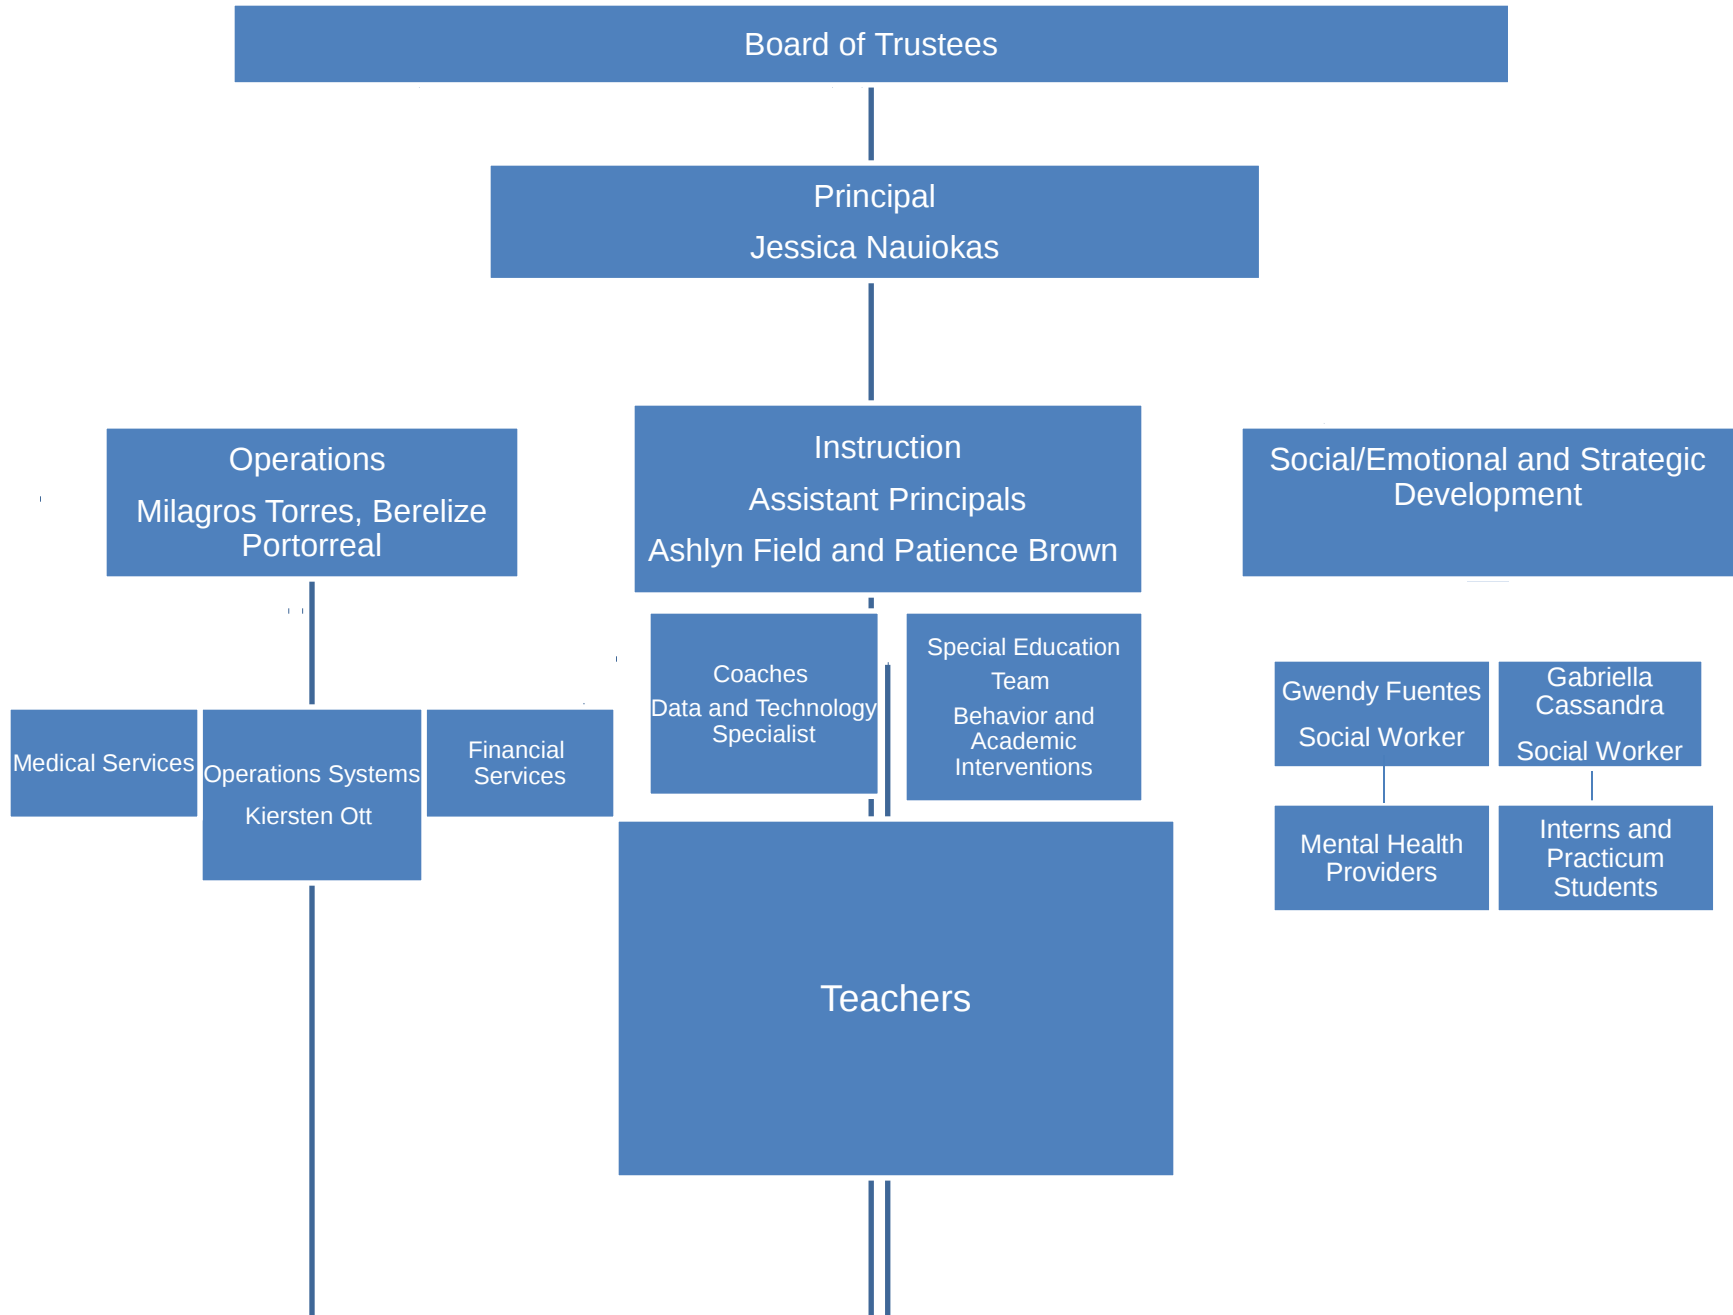 Board of Trustees
Principal
Jessica Nauiokas
Operations
Milagros Torres, Berelize
Portorreal
Instruction
Assistant Principals
Ashlyn Field and Patience Brown
Social/Emotional and Strategic
Development
Medical Services
Operations Systems
Kiersten Ott
Financial
Services
Coaches
Data and Technology
Specialist
Special Education
Team
Behavior and
Academic
Interventions
Gwendy Fuentes
Social Worker
Gabriella
Cassandra
Social Worker
Mental Health
Providers
Interns and
Practicum
Students
Teachers